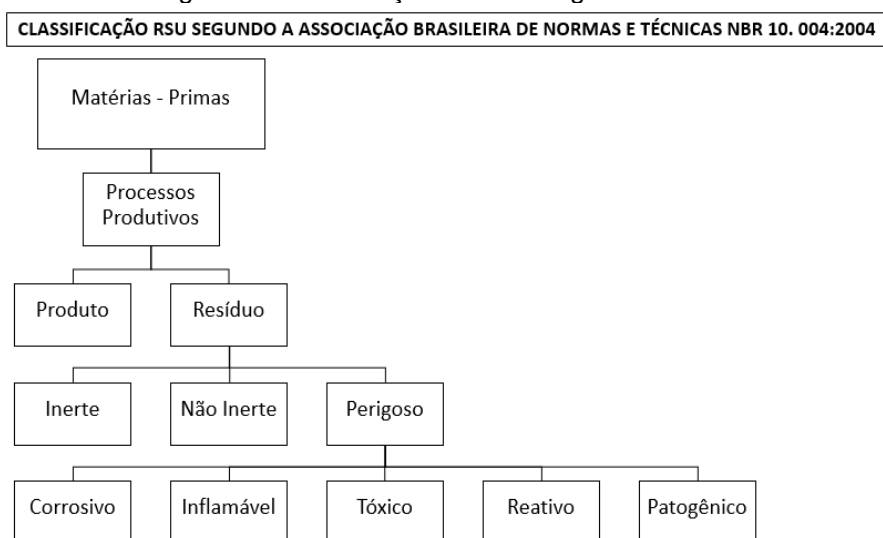 CLASSIFICAÇÃO RSU SEGUNDO A ASSOCIAÇÃO BRASILEIRA DE NORMAS E TÉCNICAS NBR 10. 004:2004
Matérias - Primas
Processos
Produtivos
Produto
Resíduo
Inerte
Não Inerte
Perigoso
Corrosivo
Inflamável
Tóxico
Reativo
Patogênico